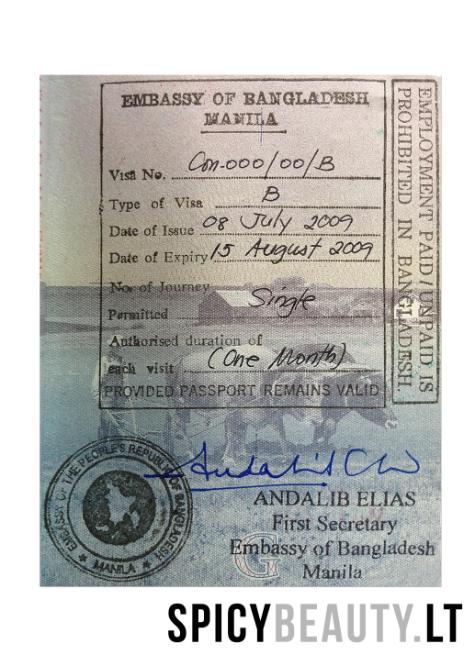 EMBASSY OF BANGLADESH
MANILA
Visa No. Con-000/00/B
Type of Visa B
Date of Issue 08 July 2009
Date of Expiry 15 August 2009
No. of Journey
Permitted Single
Authorised duration of
each visit (One Month)
PROVIDED PASSPORT REMAINS VALID
EMPLOYMENT PAID/UNPAID IS
PROHIBITED IN BANGLADESH.
EMBASSY OF THE PEOPLE'S REPUBLIC OF BANGLADESH
MANILA
ANDALIB ELIAS
First Secretary
Embassy of Bangladesh
Manila
G
SPICYBEAUTY.LT